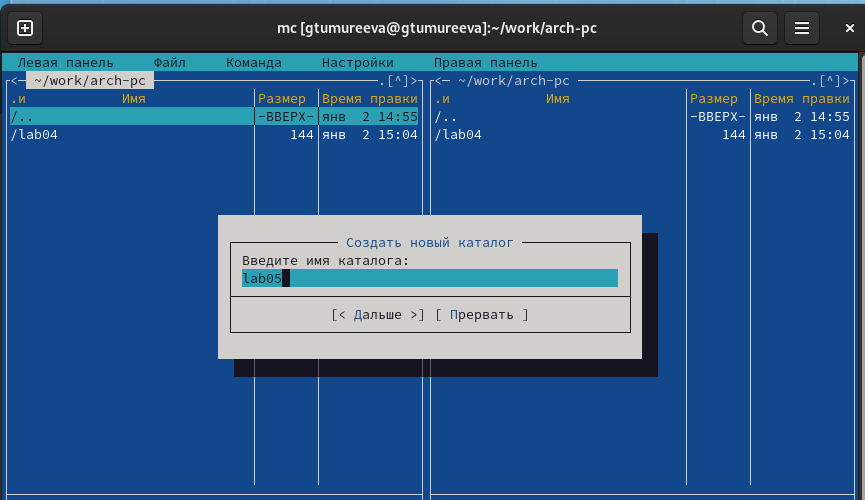 mc [gtumureeva@gtumureeva]:~/work/arch-pc
Левая панель Файл Команда Настройки Правая панель
<─ ~/work/arch-pc .[^]> <─ ~/work/arch-pc .[^]>
.и Имя Размер Время правки .и Имя Размер Время правки
/.. -ВВЕРХ- янв 2 14:55 /.. -ВВЕРХ- янв 2 14:55
/lab04 144 янв 2 15:04 /lab04 144 янв 2 15:04
Создать новый каталог
Введите имя каталога:
lab05
[< Дальше >] [ Прервать ]